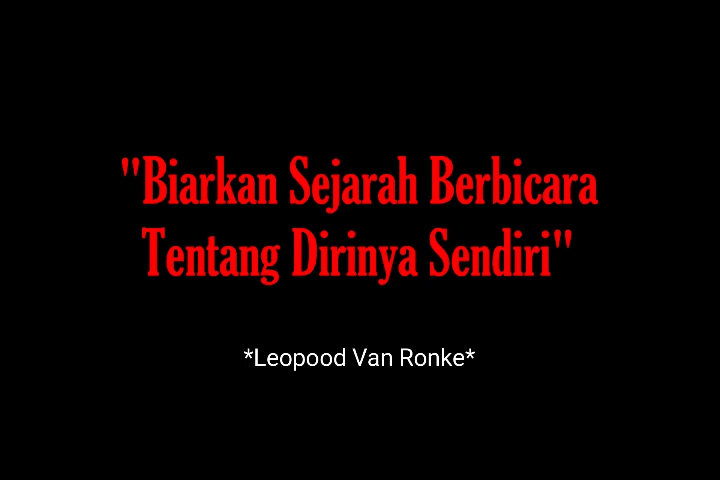 "Biarkan Sejarah Berbicara
Tentang Dirinya Sendiri"
*Leopood Van Ronke*